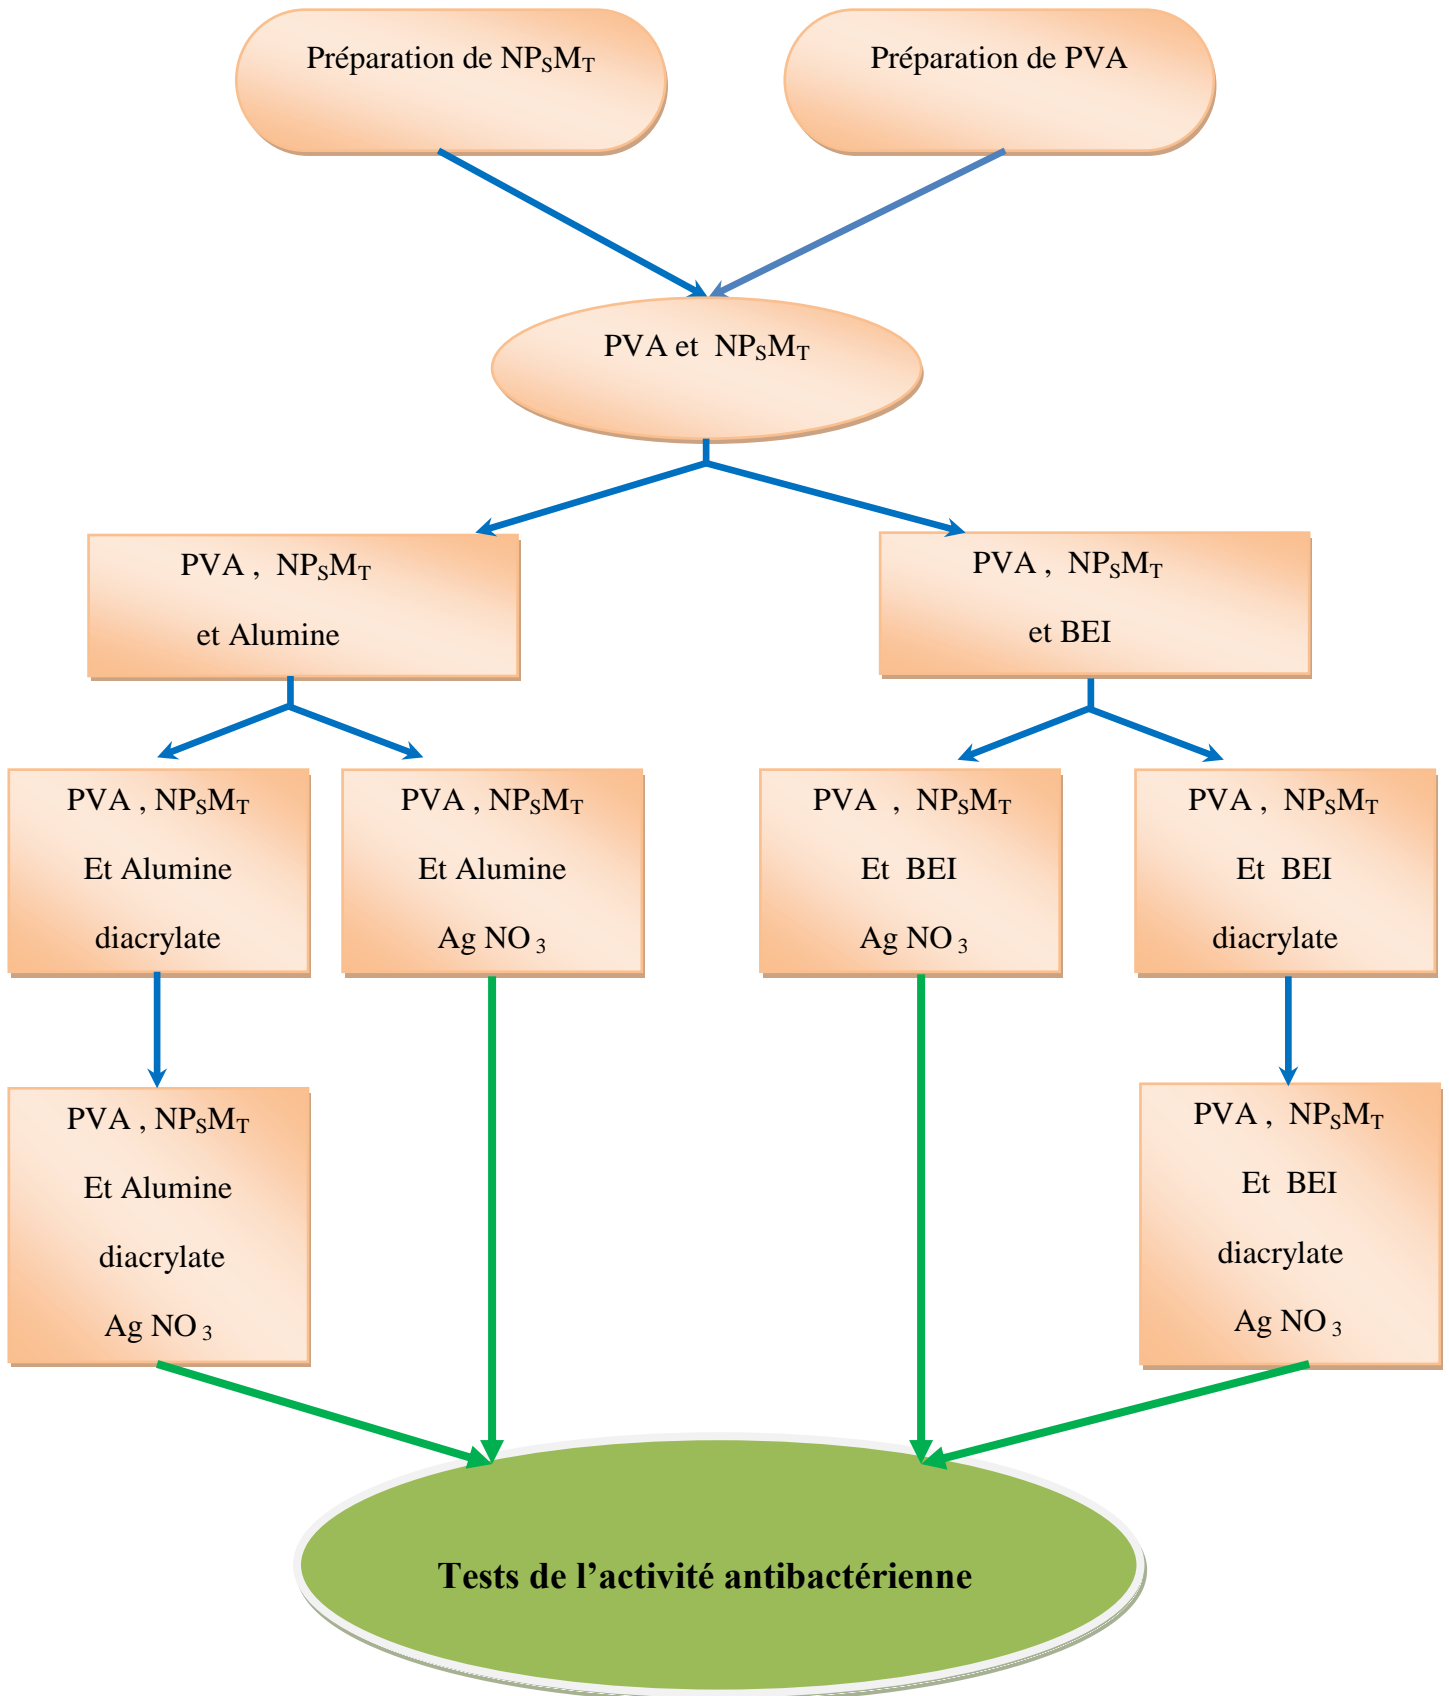 Préparation de NPSMT
Préparation de PVA
PVA et NPSMT
PVA , NPSMT
et Alumine
PVA , NPSMT
et BEI
PVA , NPSMT
Et Alumine
diacrylate
PVA , NPSMT
Et Alumine
Ag NO 3
PVA , NPSMT
Et BEI
Ag NO 3
PVA , NPSMT
Et BEI
diacrylate
PVA , NPSMT
Et Alumine
diacrylate
Ag NO 3
PVA , NPSMT
Et BEI
diacrylate
Ag NO 3
Tests de l’activité antibactérienne